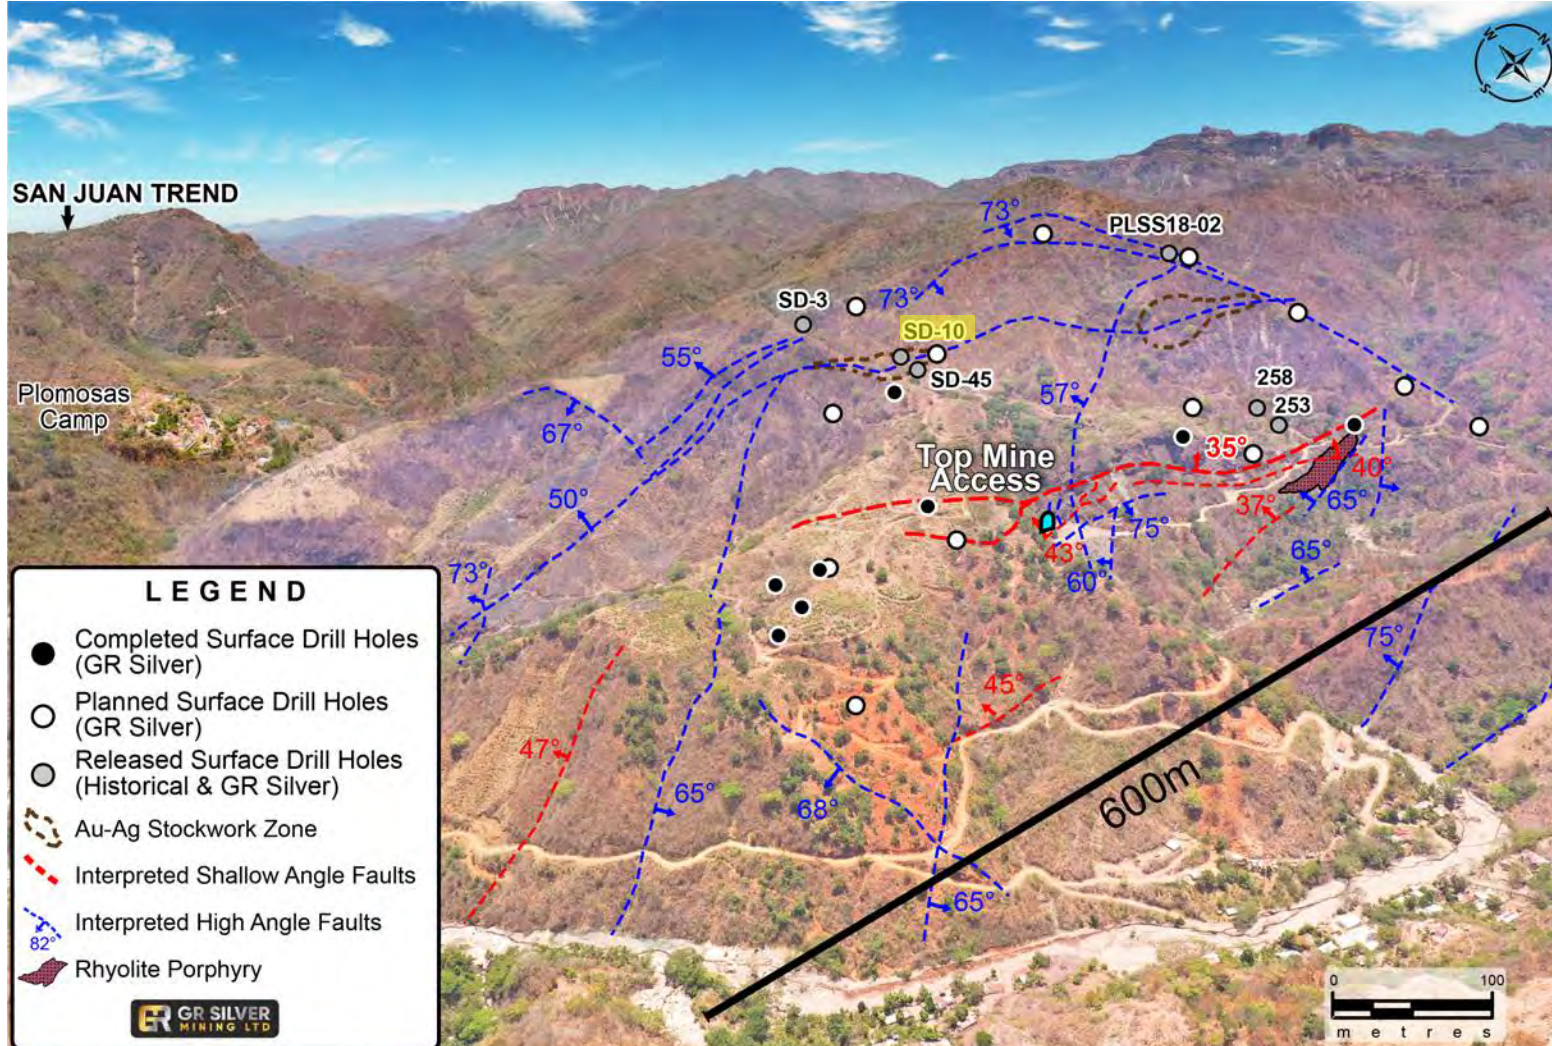 W
N
S
E
SAN JUAN TREND
73°
PLSS18-02
SD-3
73°
SD-10
55°
SD-45
Plomosas
Camp
67°
57°
258
253
Top Mine
Access
35°
40°
50°
37°
65°
75°
43°
60°
65°
73°
75°
45°
47°
65°
68°
600m
65°
LEGEND
Completed Surface Drill Holes
(GR Silver)
Planned Surface Drill Holes
(GR Silver)
Released Surface Drill Holes
(Historical & GR Silver)
Au-Ag Stockwork Zone
Interpreted Shallow Angle Faults
Interpreted High Angle Faults
82°
Rhyolite Porphyry
GR SILVER
MINING LTD
0 100
metres